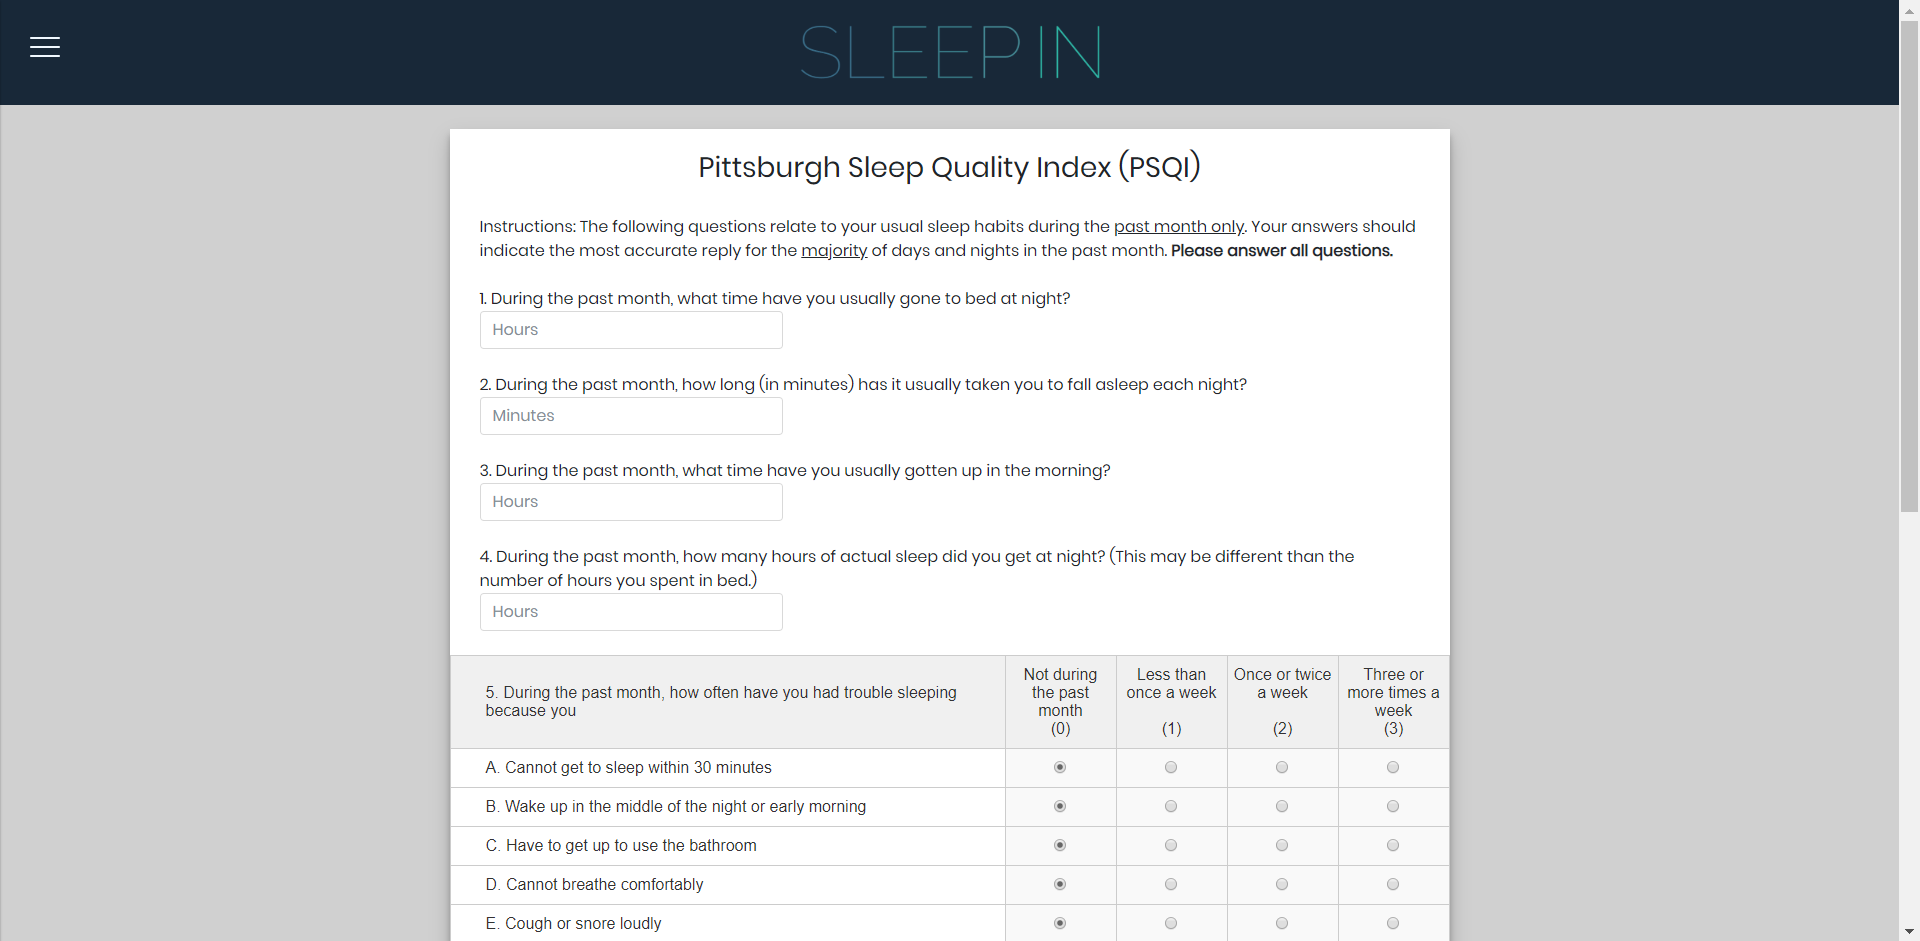 SLEEP IN
Pittsburgh Sleep Quality Index (PSQI)
Instructions: The following questions relate to your usual sleep habits during the past month only. Your answers should
indicate the most accurate reply for the majority of days and nights in the past month. Please answer all questions.
1. During the past month, what time have you usually gone to bed at night?
Hours
2. During the past month, how long (in minutes) has it usually taken you to fall asleep each night?
Minutes
3. During the past month, what time have you usually gotten up in the morning?
Hours
4. During the past month, how many hours of actual sleep did you get at night? (This may be different than the
number of hours you spent in bed.)
Hours
5. During the past month, how often have you had trouble sleeping
because you
Not during
the past
month
(0)
Less than
once a week
(1)
Once or twice
a week
(2)
Three or
more times a
week
(3)
A. Cannot get to sleep within 30 minutes
B. Wake up in the middle of the night or early morning
C. Have to get up to use the bathroom
D. Cannot breathe comfortably
E. Cough or snore loudly